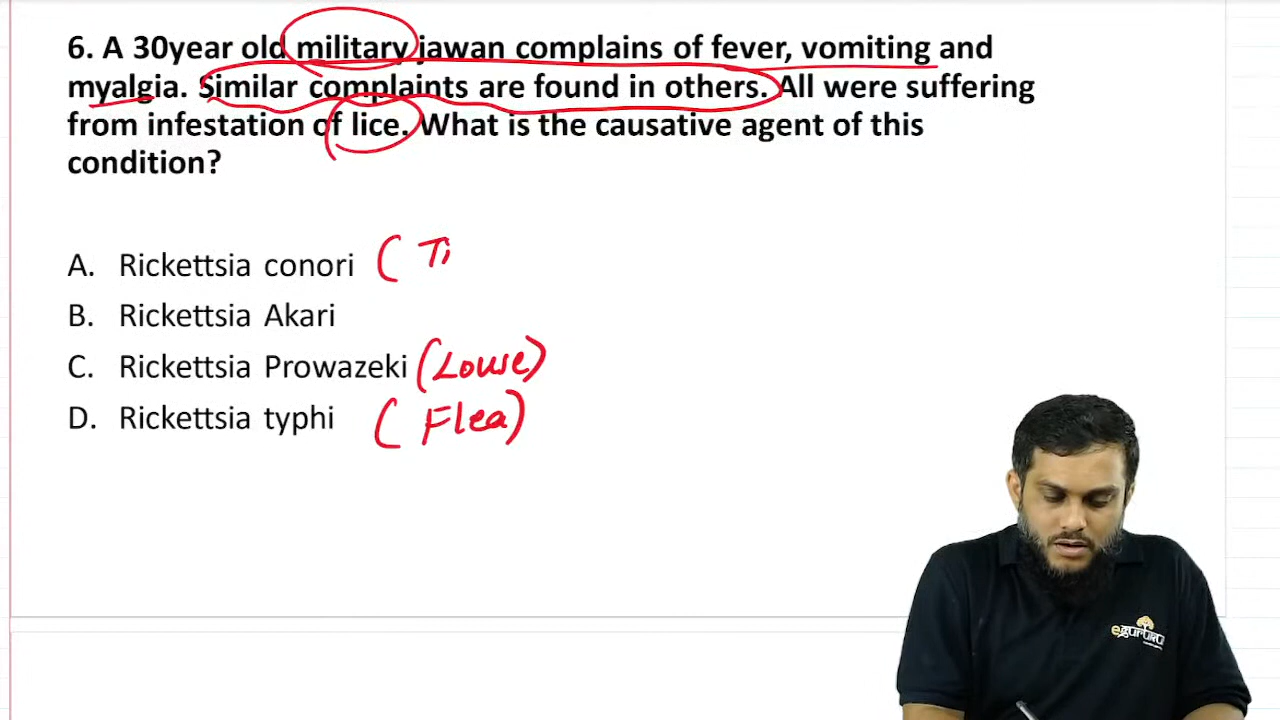 6. A 30year old military jawan complains of fever, vomiting and
myalgia. Similar complaints are found in others. All were suffering
from infestation of lice. What is the causative agent of this
condition?
A. Rickettsia conori ( Ti
B. Rickettsia Akari
C. Rickettsia Prowazeki (Louse)
D. Rickettsia typhi ( Flea)
egurukul